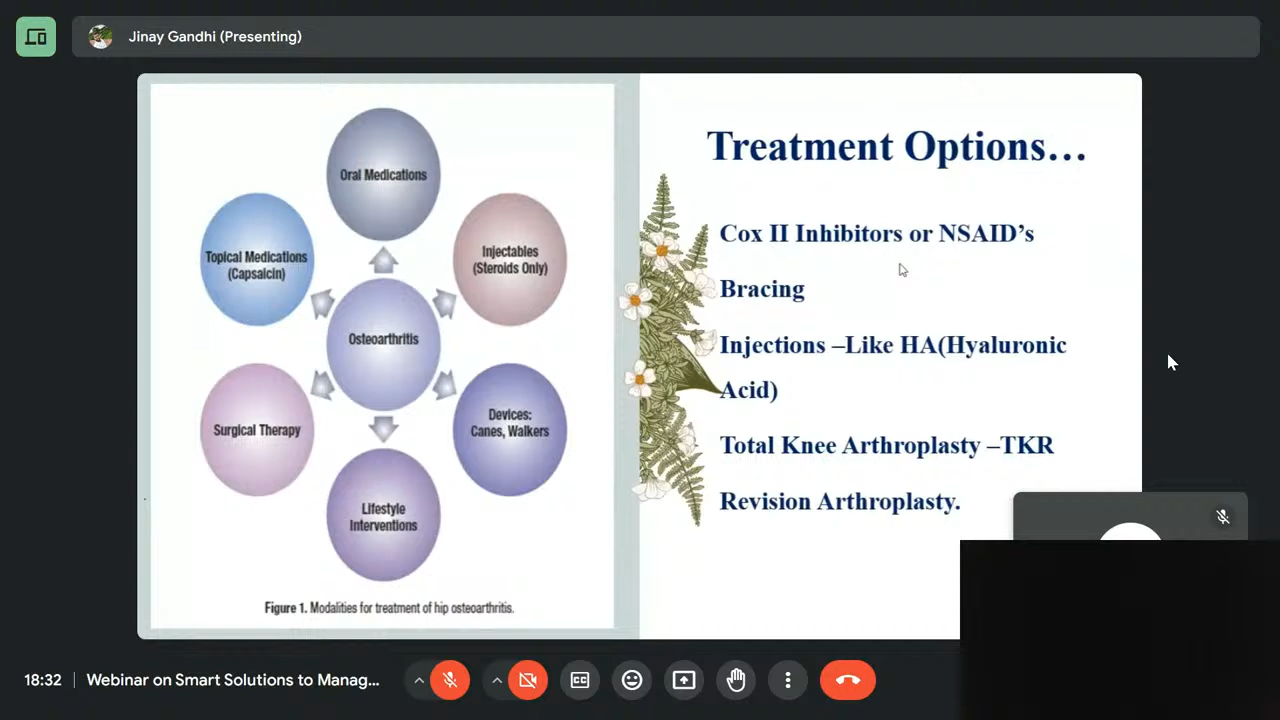 Jinay Gandhi (Presenting)
Oral Medications
Topical Medications
(Capsaicin)
Injectables
(Steroids Only)
Osteoarthritis
Surgical Therapy
Devices:
Canes, Walkers
Lifestyle
Interventions
Figure 1. Modalities for treatment of hip osteoarthritis.
Treatment Options…
Cox II Inhibitors or NSAID’s
Bracing
Injections –Like HA(Hyaluronic
Acid)
Total Knee Arthroplasty –TKR
Revision Arthroplasty.
18:32 | Webinar on Smart Solutions to Manag...